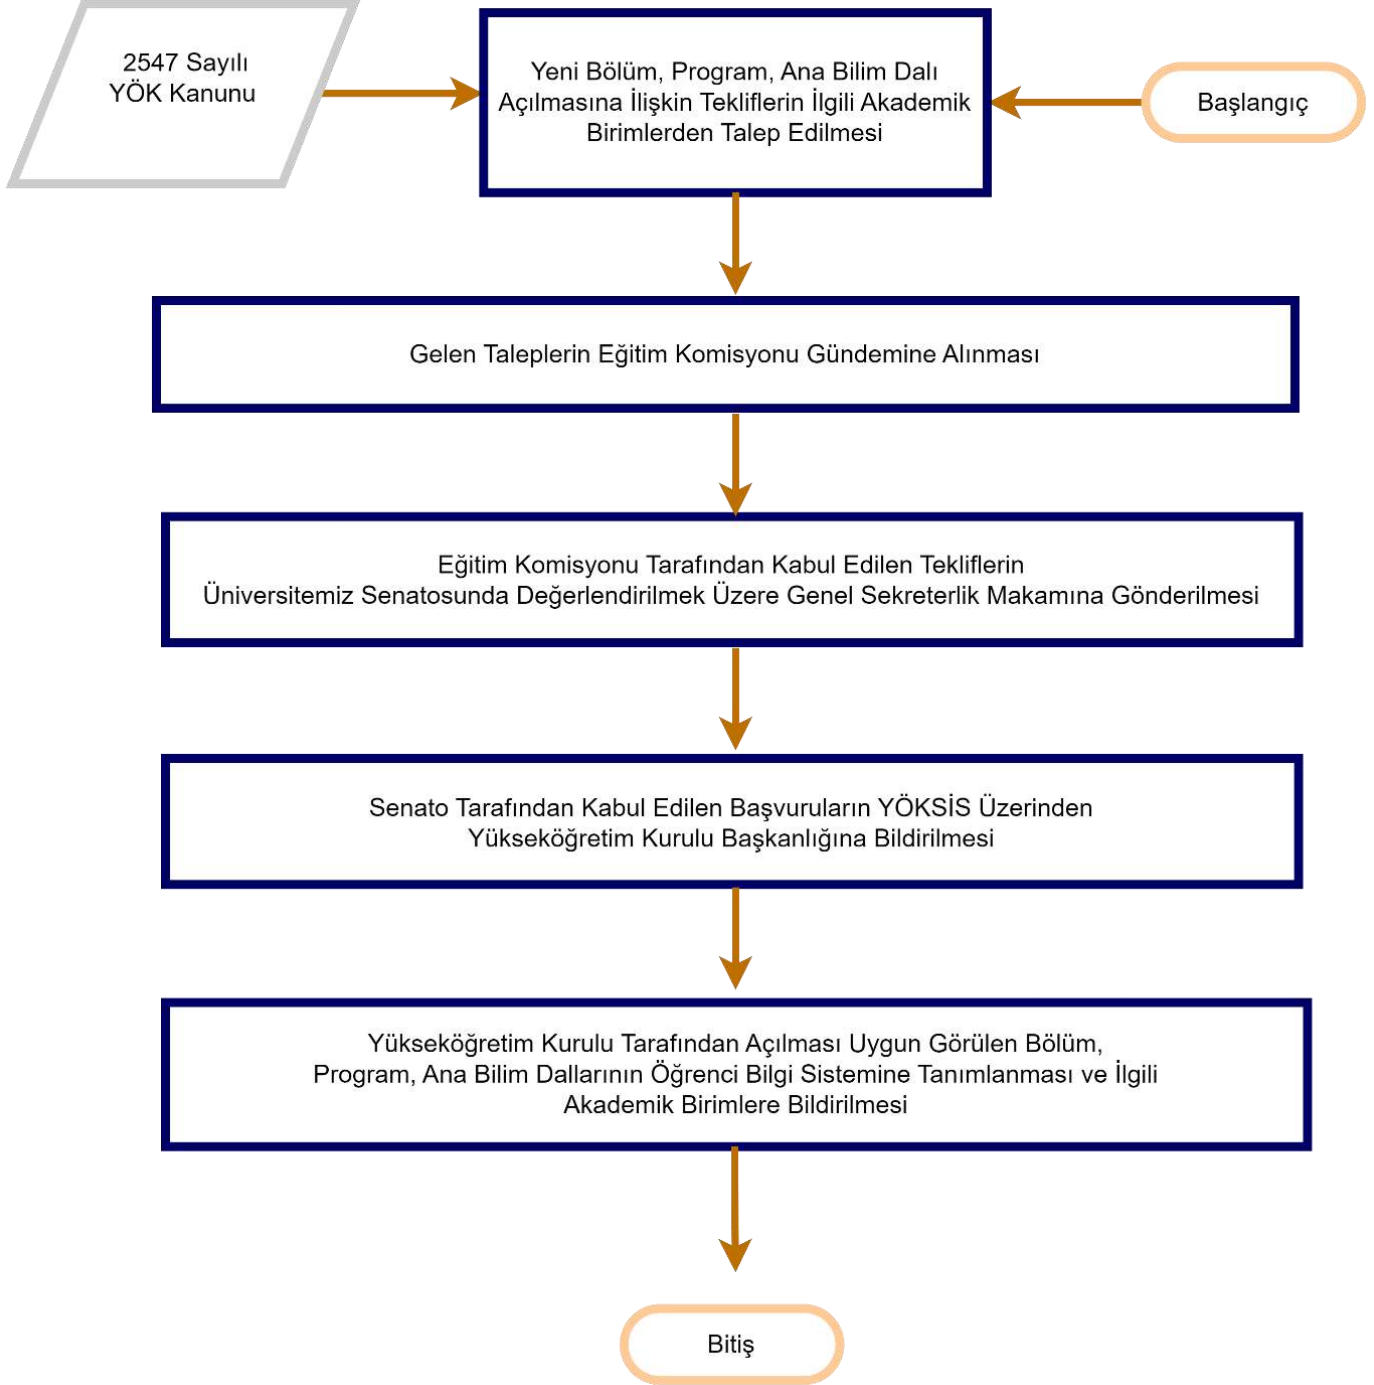 2547 Sayılı
YÖK Kanunu
Yeni Bölüm, Program, Ana Bilim Dalı
Açılmasına İlişkin Tekliflerin İlgili Akademik
Birimlerden Talep Edilmesi
Başlangıç
Gelen Taleplerin Eğitim Komisyonu Gündemine Alınması
Eğitim Komisyonu Tarafından Kabul Edilen Tekliflerin
Üniversitemiz Senatosunda Değerlendirilmek Üzere Genel Sekreterlik Makamına Gönderilmesi
Senato Tarafından Kabul Edilen Başvuruların YÖKSİS Üzerinden
Yükseköğretim Kurulu Başkanlığına Bildirilmesi
Yükseköğretim Kurulu Tarafından Açılması Uygun Görülen Bölüm,
Program, Ana Bilim Dallarının Öğrenci Bilgi Sistemine Tanımlanması ve İlgili
Akademik Birimlere Bildirilmesi
Bitiş